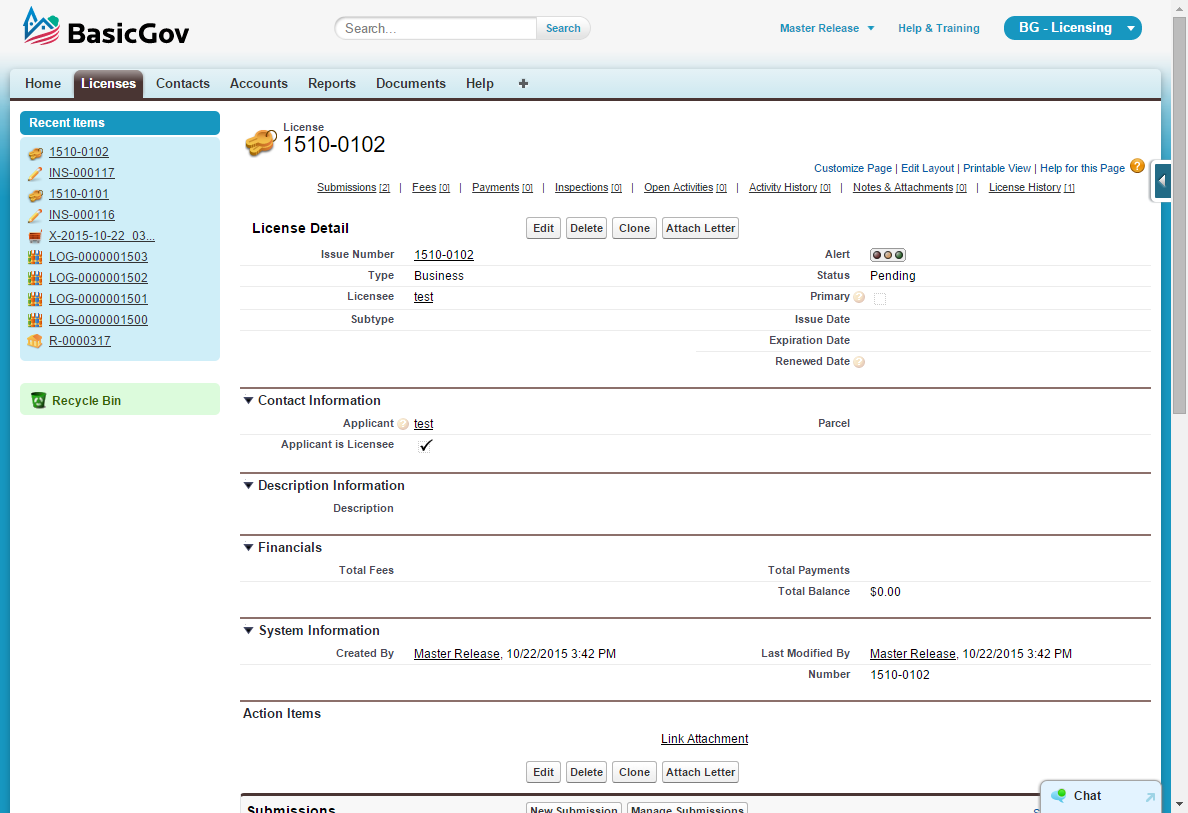 BasicGov
Search...
Search
Master Release
Help & Training
BG - Licensing
Home Licenses Contacts Accounts Reports Documents Help
Recent Items
1510-0102
INS-000117
1510-0101
INS-000116
X-2015-10-22_03...
LOG-0000001503
LOG-0000001502
LOG-0000001501
LOG-0000001500
R-0000317
Recycle Bin
License
1510-0102
Customize Page | Edit Layout | Printable View | Help for this Page ?
Submissions [2] | Fees [0] | Payments [0] | Inspections [0] | Open Activities [0] | Activity History [0] | Notes & Attachments [0] | License History [1]
License Detail Edit Delete Clone Attach Letter
Issue Number 1510-0102 Alert
Type Business Status Pending
Licensee test Primary ?
Subtype Issue Date
Expiration Date
Renewed Date ?
Contact Information
Applicant ? test Parcel
Applicant is Licensee
Description Information
Description
Financials
Total Fees Total Payments
Total Balance $0.00
System Information
Created By Master Release, 10/22/2015 3:42 PM Last Modified By Master Release, 10/22/2015 3:42 PM
Number 1510-0102
Action Items
Link Attachment
Edit Delete Clone Attach Letter
Submissions New Submission Manage Submissions
Chat